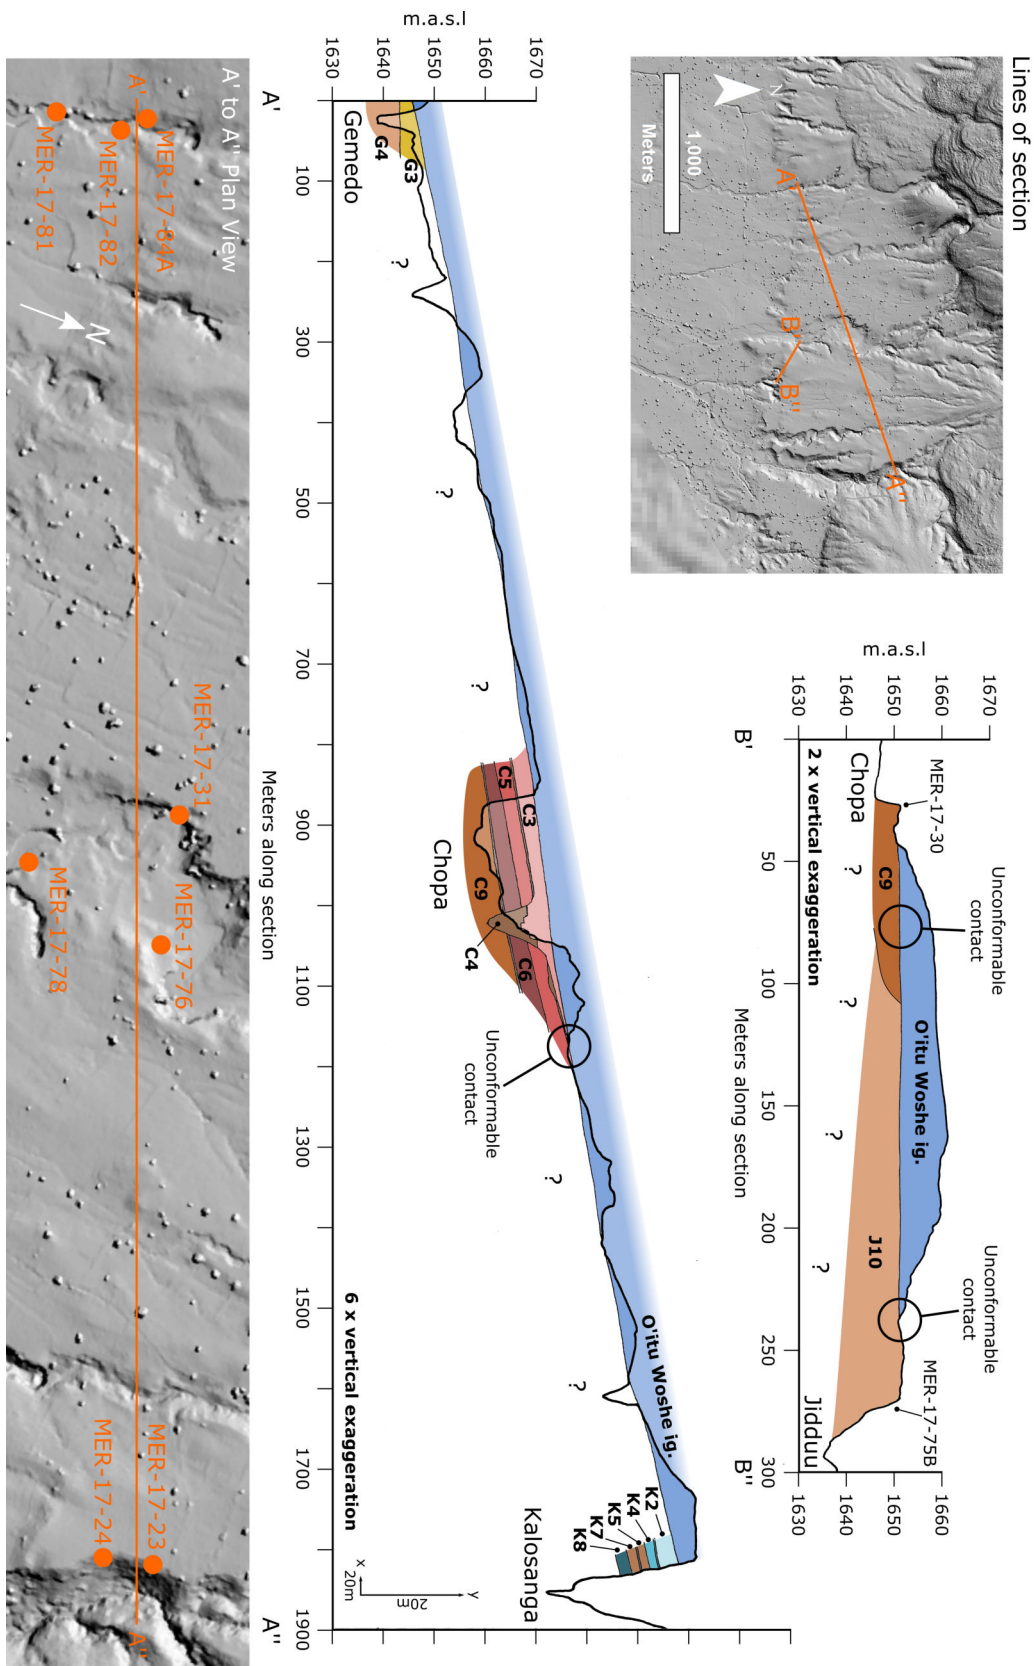 Lines of section
N
1,000
Meters
A'
A"
B'
B"
m.a.s.l
1670
1660
1650
1640
1630
B'
B"
1660
1650
1640
1630
2 x vertical exaggeration
Chopa
MER-17-30
C9
Unconformable
contact
O'itu Woshe ig.
J10
Unconformable
contact
MER-17-75B
Jidduu
?
?
?
?
50
100
150
200
250
300
Meters along section
m.a.s.l
1670
1660
1650
1640
1630
A'
A"
Gemedo
G3
G4
?
?
?
C3
C5
C9
C4
C6
Chopa
Unconformable
contact
?
?
O'itu Woshe ig.
K2
K4
K5
K7
K8
Kalosanga
6 x vertical exaggeration
y
20m
x 20m
100
300
500
700
900
1100
1300
1500
1700
1900
Meters along section
A' to A" Plan View
A'
A"
N
MER-17-84A
MER-17-82
MER-17-81
MER-17-31
MER-17-76
MER-17-78
MER-17-23
MER-17-24